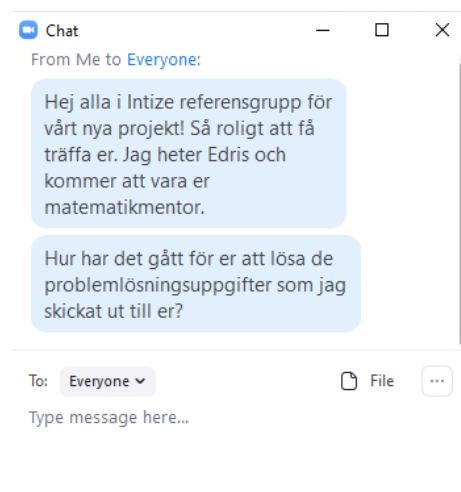 Chat
From Me to Everyone:
Hej alla i Intize referensgrupp för
vårt nya projekt! Så roligt att få
träffa er. Jag heter Edris och
kommer att vara er
matematikmentor.
Hur har det gått för er att lösa de
problemlösningsuppgifter som jag
skickat ut till er?
To: Everyone File
Type message here...